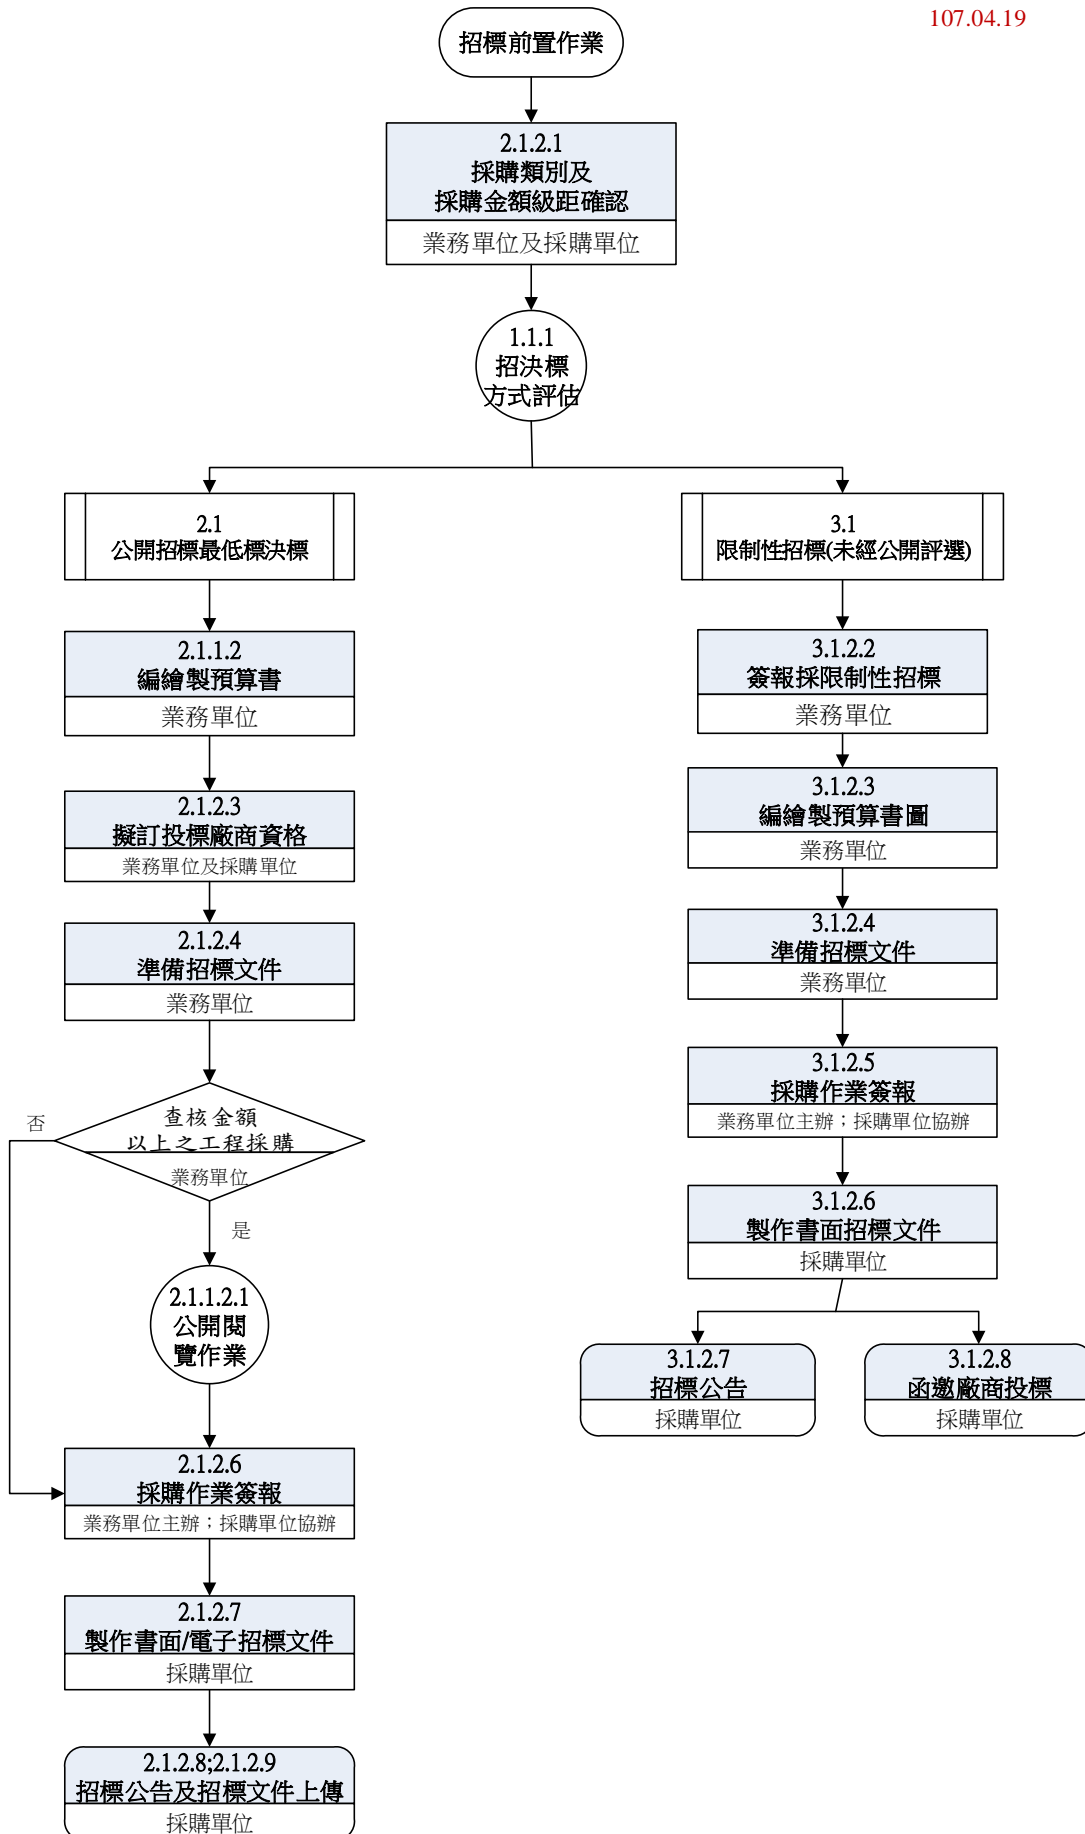 107.04.19
招標前置作業
2.1.2.1
採購類別及
採購金額級距確認
業務單位及採購單位
1.1.1
招決標
方式評估
2.1
公開招標最低標決標
2.1.1.2
編繪製預算書
業務單位
2.1.2.3
擬訂投標廠商資格
業務單位及採購單位
2.1.2.4
準備招標文件
業務單位
查核金額
以上之工程採購
業務單位
否
是
2.1.1.2.1
公開閱
覽作業
2.1.2.6
採購作業簽報
業務單位主辦；採購單位協辦
2.1.2.7
製作書面/電子招標文件
採購單位
2.1.2.8;2.1.2.9
招標公告及招標文件上傳
採購單位
3.1
限制性招標(未經公開評選)
3.1.2.2
簽報採限制性招標
業務單位
3.1.2.3
編繪製預算書圖
業務單位
3.1.2.4
準備招標文件
業務單位
3.1.2.5
採購作業簽報
業務單位主辦；採購單位協辦
3.1.2.6
製作書面招標文件
採購單位
3.1.2.7
招標公告
採購單位
3.1.2.8
函邀廠商投標
採購單位